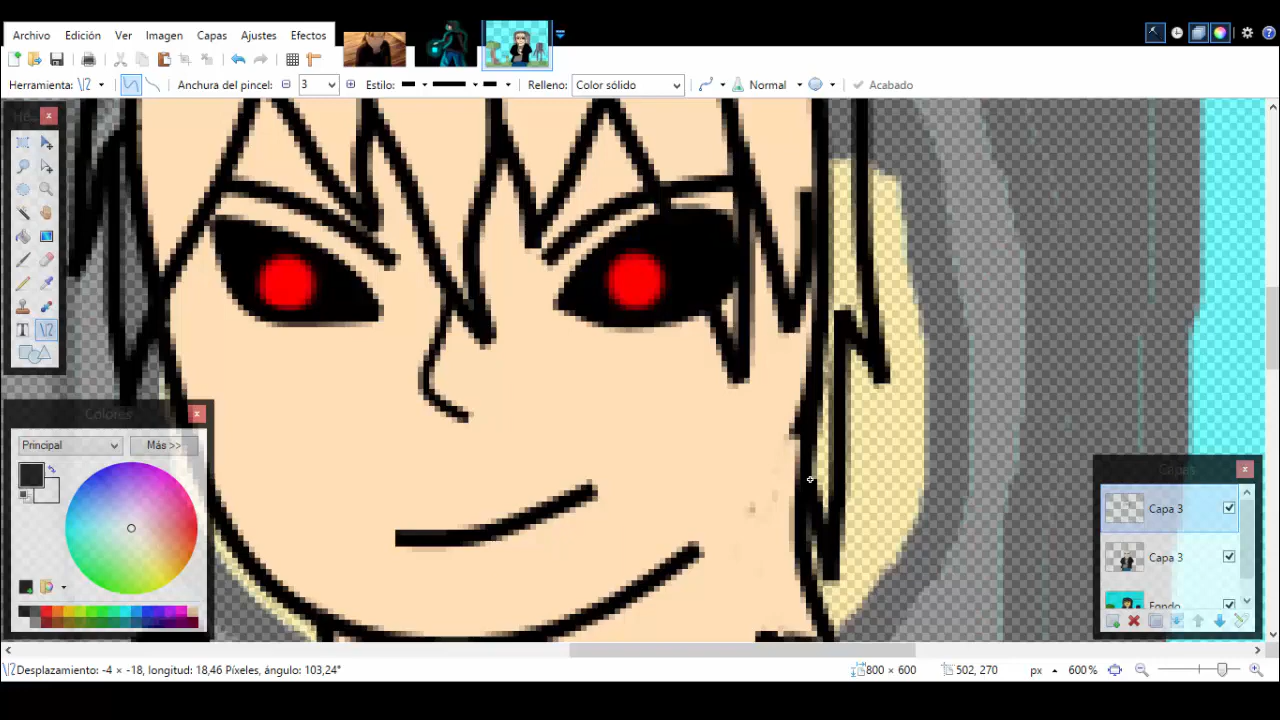 Archivo Edición Ver Imagen Capas Ajustes Efectos
Herramienta: Anchura del pincel: 3 Estilo: Relleno: Color sólido Normal Acabado
Colores
Principal Más >>
Capas
Capa 3
Capa 3
Fondo
Desplazamiento: -4 × -18, longitud: 18,46 Píxeles, ángulo: 103,24° 800 × 600 502, 270 px 600%